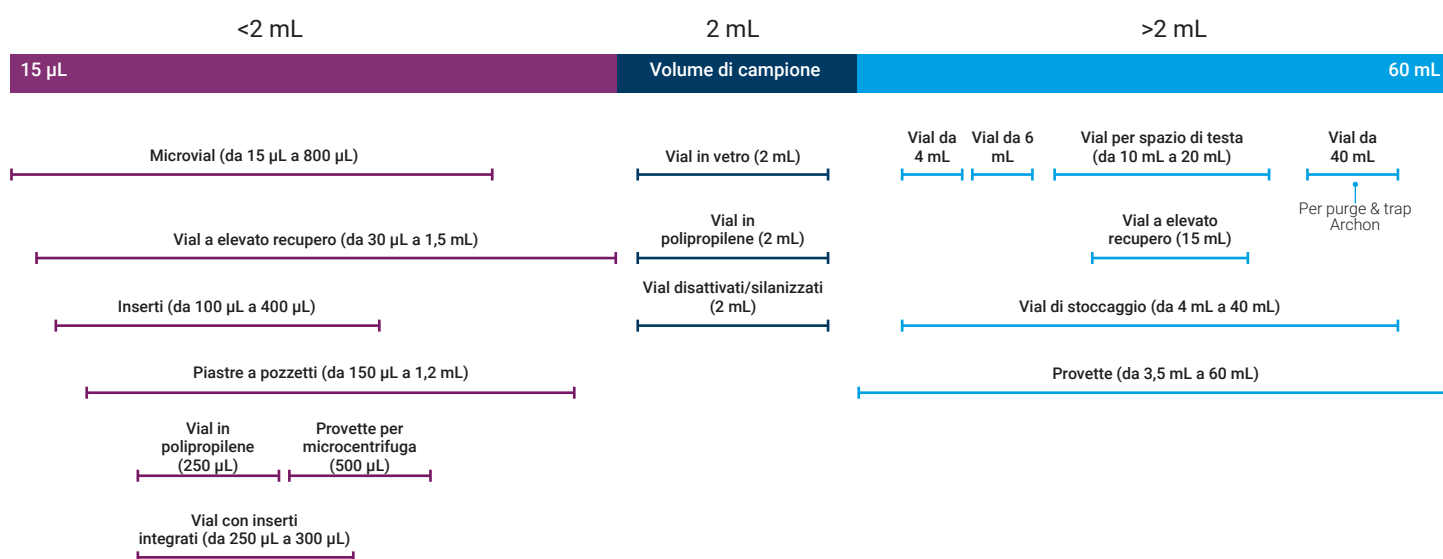 <2 mL
2 mL
>2 mL
15 µL
Volume di campione
60 mL
Microvial (da 15 µL a 800 µL)
Vial in vetro (2 mL)
Vial da
4 mL
Vial da 6
mL
Vial per spazio di testa
(da 10 mL a 20 mL)
Vial da
40 mL
Per purge & trap
Archon
Vial a elevato recupero (da 30 µL a 1,5 mL)
Vial in
polipropilene (2 mL)
Vial a elevato
recupero (15 mL)
Inserti (da 100 µL a 400 µL)
Vial disattivati/silanizzati
(2 mL)
Vial di stoccaggio (da 4 mL a 40 mL)
Piastre a pozzetti (da 150 µL a 1,2 mL)
Provette (da 3,5 mL a 60 mL)
Vial in
polipropilene
(250 µL)
Provette per
microcentrifuga
(500 µL)
Vial con inserti
integrati (da 250 µL a 300 µL)